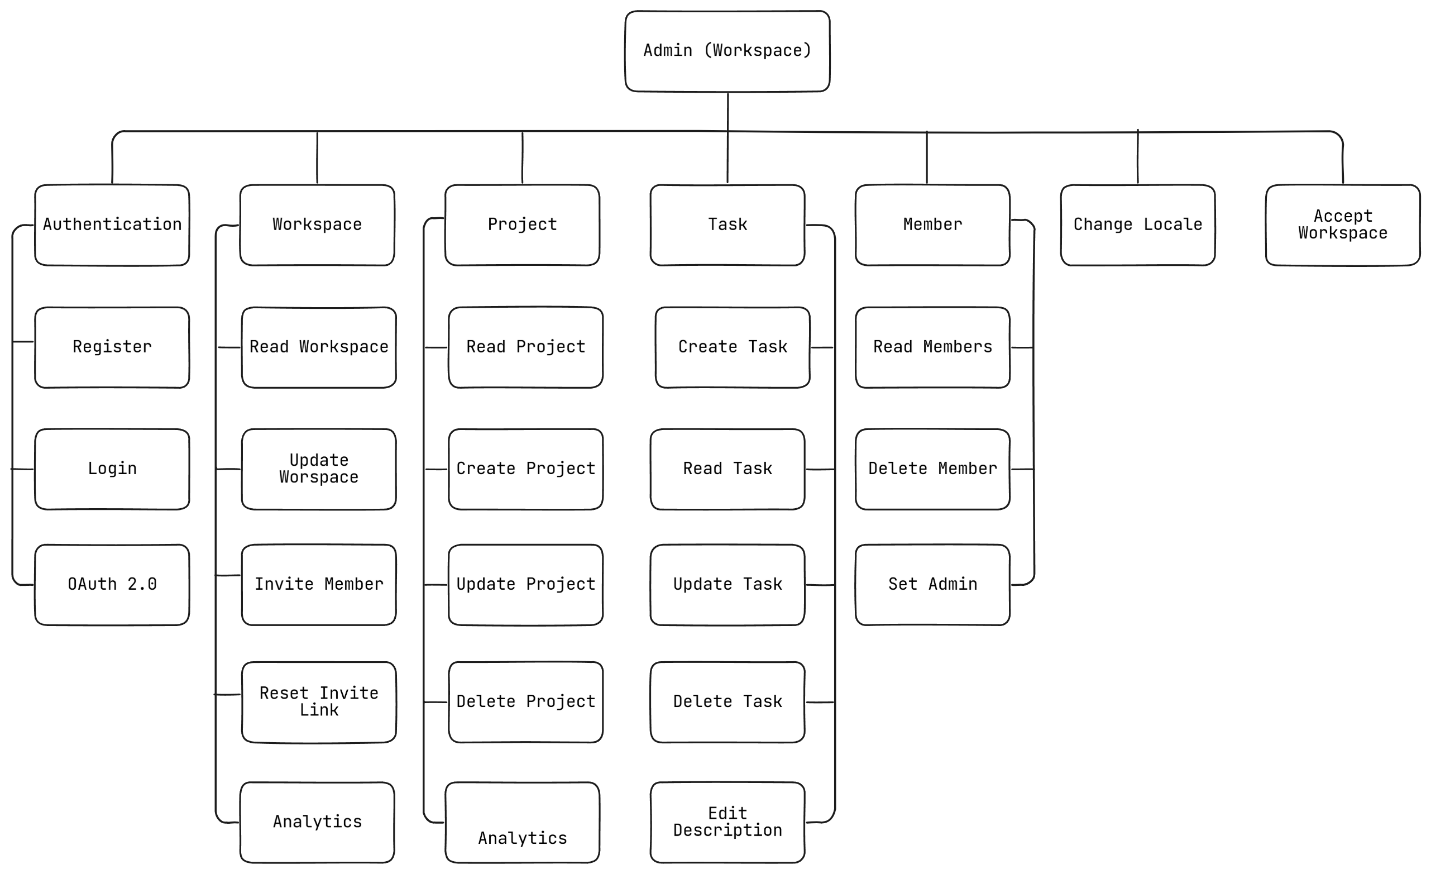 Admin (Workspace)
Authentication
Workspace
Project
Task
Member
Change Locale
Accept
Workspace
Register
Read Workspace
Read Project
Create Task
Read Members
Login
Update
Worspace
Create Project
Read Task
Delete Member
OAuth 2.0
Invite Member
Update Project
Update Task
Set Admin
Reset Invite
Link
Delete Project
Delete Task
Analytics
Analytics
Edit
Description